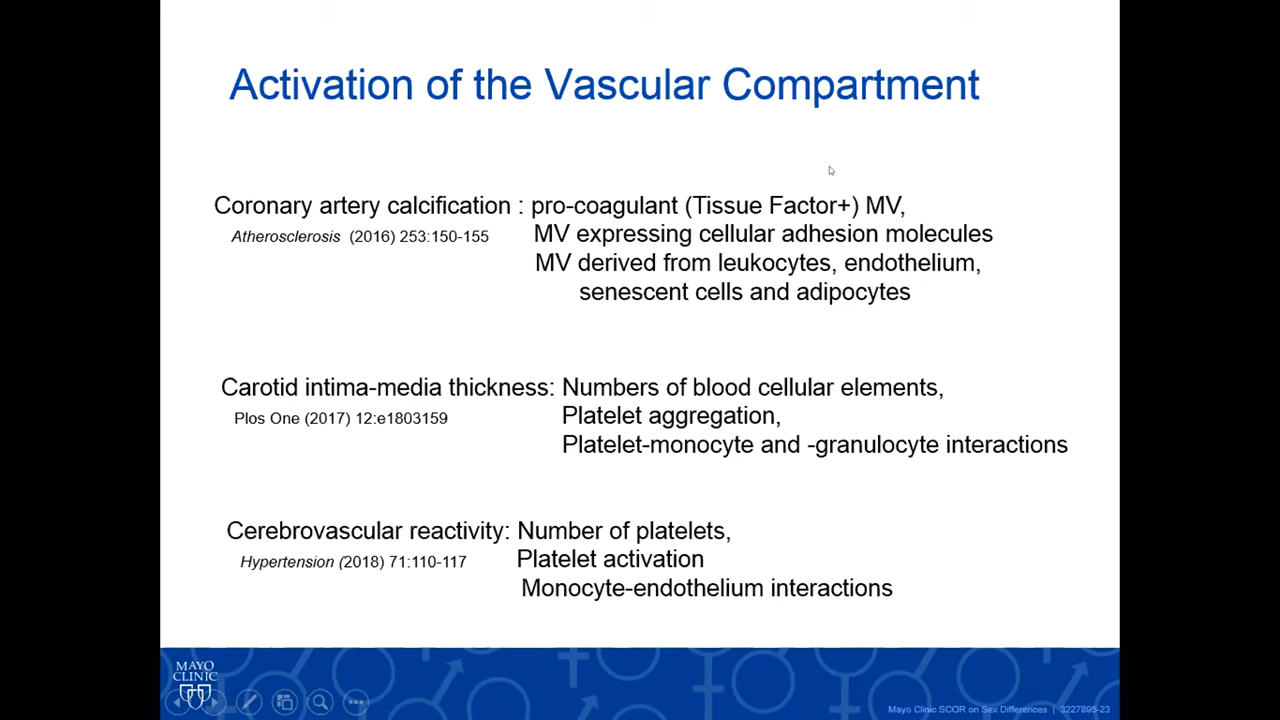 Activation of the Vascular Compartment
Coronary artery calcification : pro-coagulant (Tissue Factor+) MV,
Atherosclerosis (2016) 253:150-155 MV expressing cellular adhesion molecules
MV derived from leukocytes, endothelium,
senescent cells and adipocytes
Carotid intima-media thickness: Numbers of blood cellular elements,
Plos One (2017) 12:e1803159 Platelet aggregation,
Platelet-monocyte and -granulocyte interactions
Cerebrovascular reactivity: Number of platelets,
Hypertension (2018) 71:110-117 Platelet activation
Monocyte-endothelium interactions
MAYO
CLINIC
Mayo Clinic SCOR on Sex Differences | 3227895-23